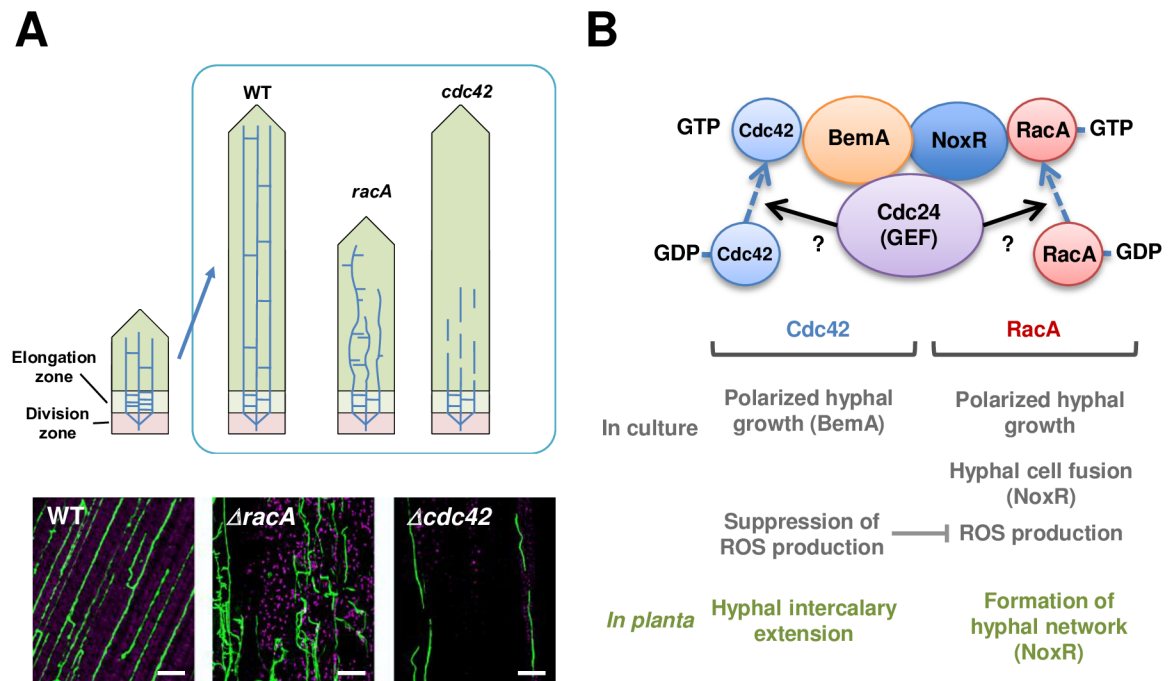 A
WT
cdc42
racA
Elongation
zone
Division
zone
WT
ΔracA
Δcdc42
B
GTP
Cdc42
BemA
NoxR
RacA
GTP
Cdc24
(GEF)
?
?
GDP
Cdc42
RacA
GDP
Cdc42
RacA
In culture
Polarized hyphal
growth (BemA)
Polarized hyphal
growth
Hyphal cell fusion
(NoxR)
Suppression of
ROS production
ROS production
In planta
Hyphal intercalary
extension
Formation of
hyphal network
(NoxR)